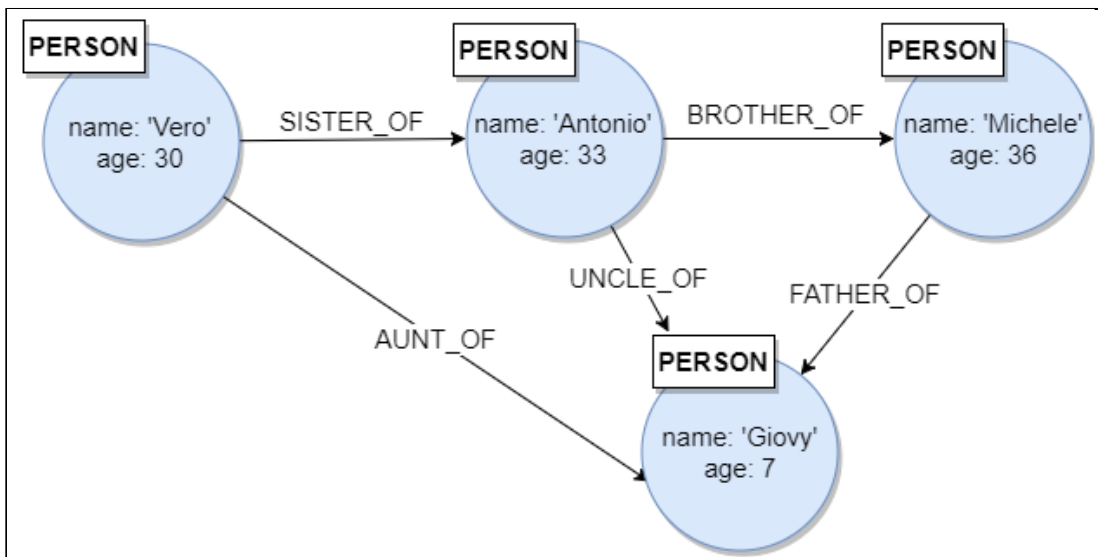 PERSON
name: 'Vero'
age: 30
SISTER_OF
PERSON
name: 'Antonio'
age: 33
BROTHER_OF
PERSON
name: 'Michele'
age: 36
UNCLE_OF
FATHER_OF
AUNT_OF
PERSON
name: 'Giovy'
age: 7